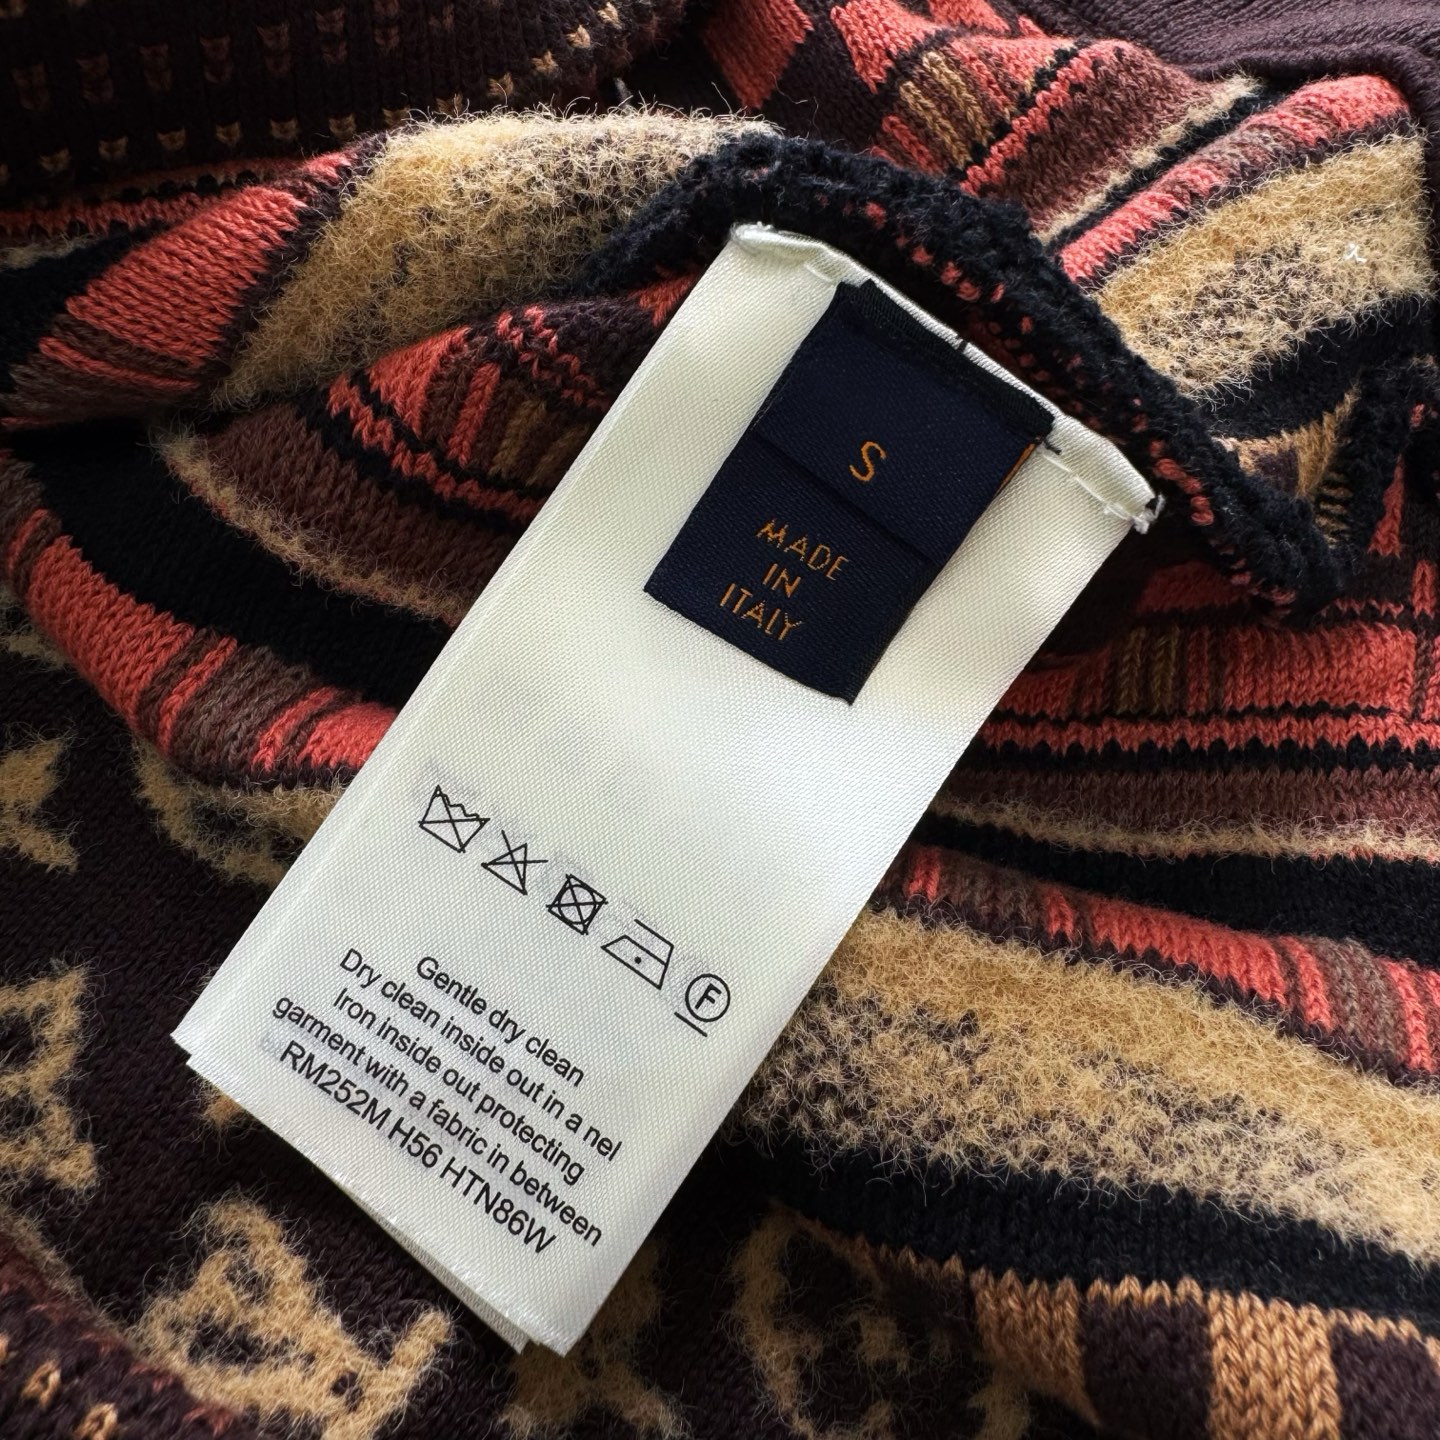 S
MADE
IN
ITALY
F
Gentle dry clean
Dry clean inside out in a nel
Iron inside out protecting
garment with a fabric in between
RM252M H56 HTN86W